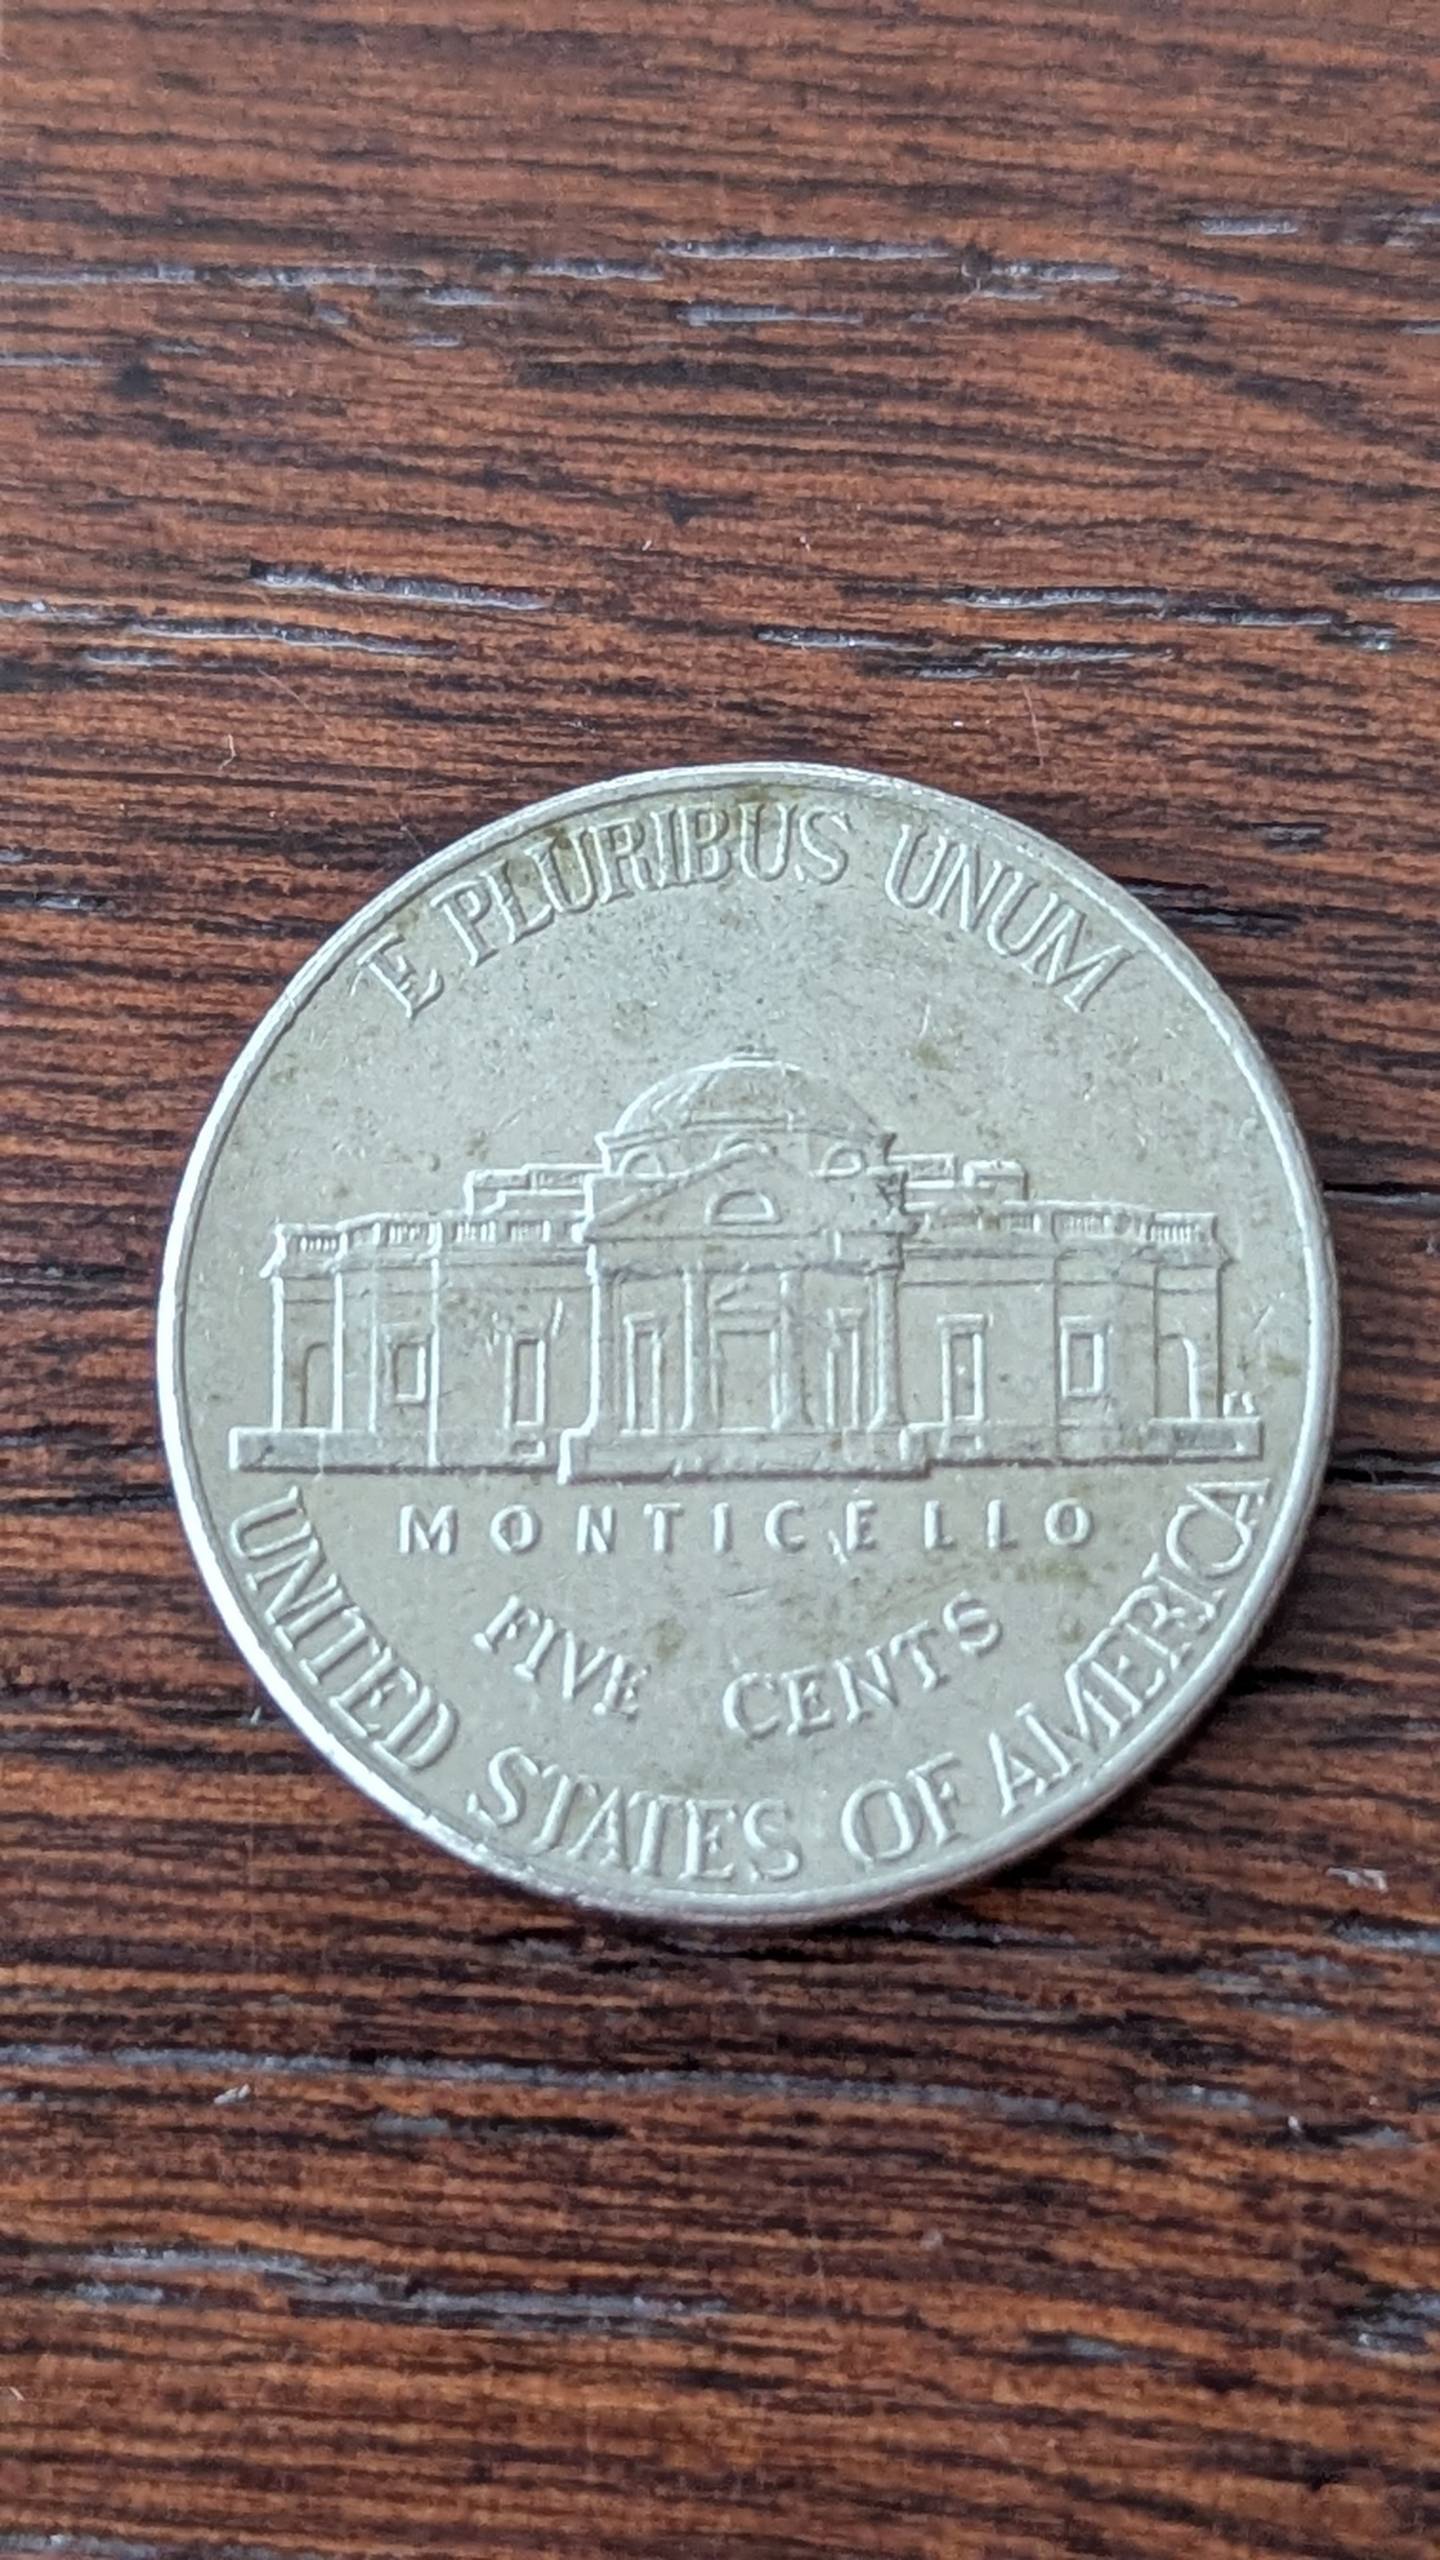 E PLURIBUS UNUM
MONTICELLO
FIVE CENTS
UNITED STATES OF AMERICA